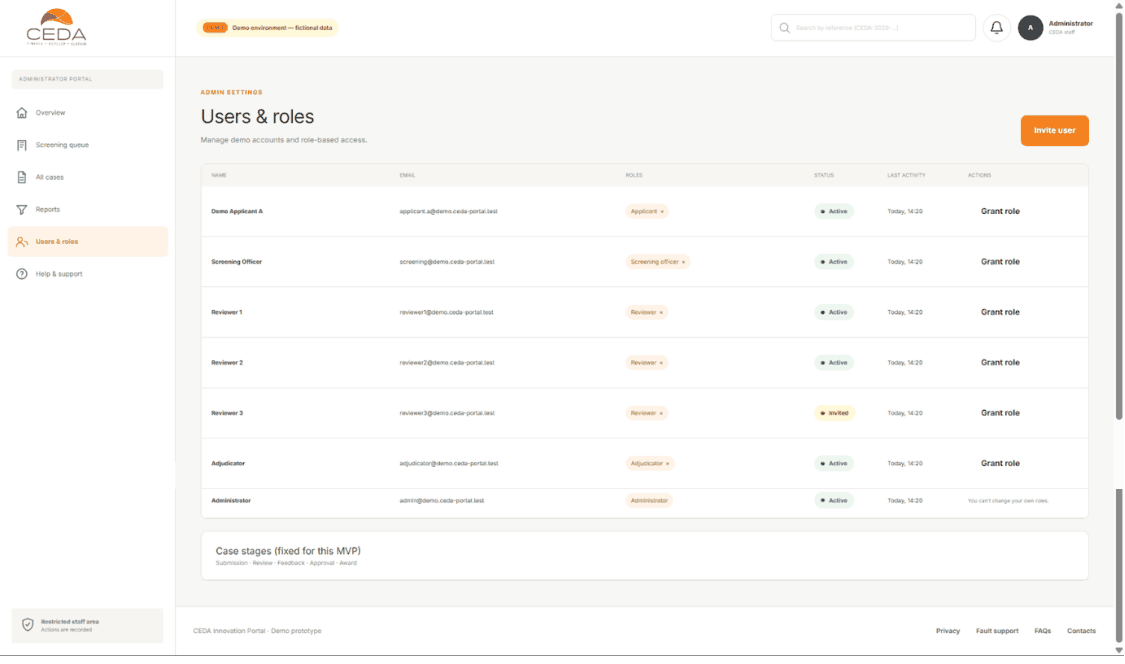 CEDA
Demo environment — fictional data
Search by reference (CEDA-2026-...)
A
Administrator
CEDA staff
ADMINISTRATOR PORTAL
Overview
Screening queue
All cases
Reports
Users & roles
Help & support
ADMIN SETTINGS
Users & roles
Manage demo accounts and role-based access.
Invite user
NAME EMAIL ROLES STATUS LAST ACTIVITY ACTIONS
Demo Applicant A applicant.a@demo.ceda-portal.test Applicant × Active Today, 14:20 Grant role
Screening Officer screening@demo.ceda-portal.test Screening officer × Active Today, 14:20 Grant role
Reviewer 1 reviewer1@demo.ceda-portal.test Reviewer × Active Today, 14:20 Grant role
Reviewer 2 reviewer2@demo.ceda-portal.test Reviewer × Active Today, 14:20 Grant role
Reviewer 3 reviewer3@demo.ceda-portal.test Reviewer × Invited Today, 14:20 Grant role
Adjudicator adjudicator@demo.ceda-portal.test Adjudicator × Active Today, 14:20 Grant role
Administrator admin@demo.ceda-portal.test Administrator Active Today, 14:20 You can't change your own roles.
Case stages (fixed for this MVP)
Submission · Review · Feedback · Approval · Award
Restricted staff area
Actions are recorded
CEDA Innovation Portal · Demo prototype
Privacy Fault support FAQs Contacts